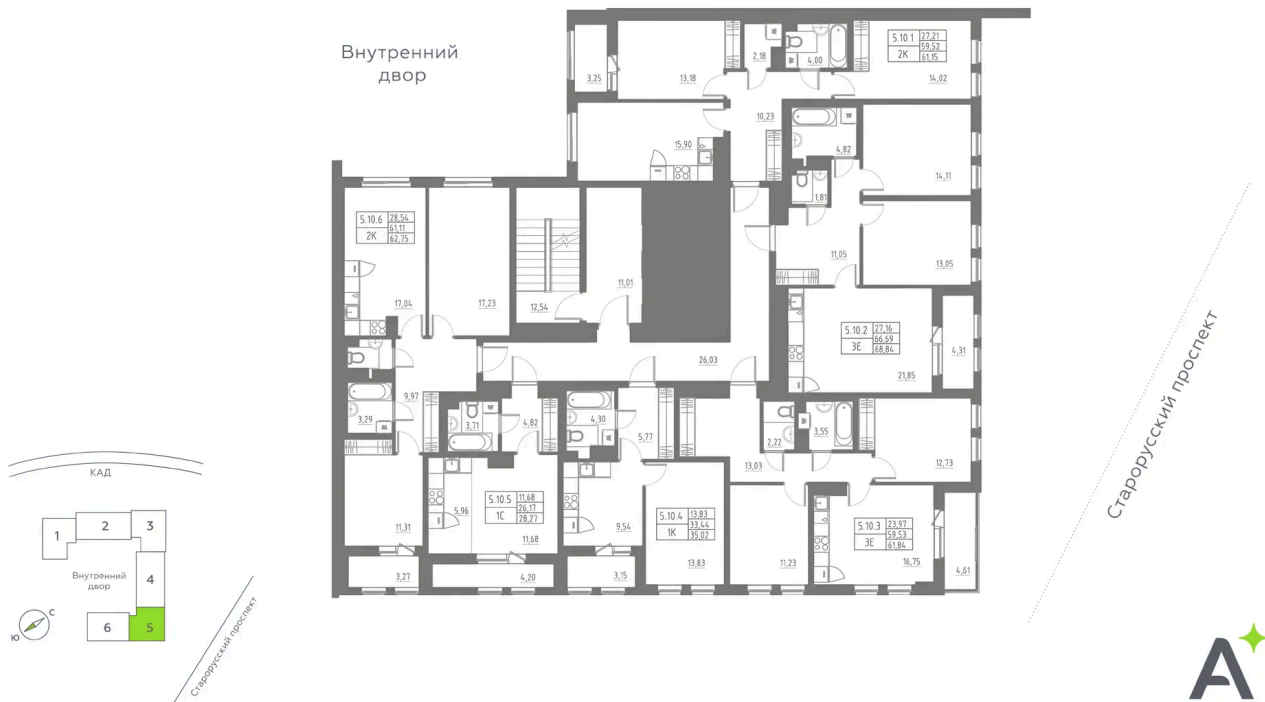 Внутренний
двор
3,25
13,18
2,18
4,00
5.10.1 27,21
2К 59,52
61,15
14,02
10,23
15,90
4,82
14,11
1,81
11,05
13,05
5.10.6 28,54
2К 61,11
62,75
17,04
17,23
12,54
11,01
26,03
5.10.2 27,16
3Е 66,69
68,84
21,85
4,31
9,97
3,29
3,71
4,82
4,30
5,77
2,22
3,55
13,03
12,73
11,31
5,96
5.10.5 11,68
1С 26,17
28,27
11,68
9,54
5.10.4 13,83
1К 33,44
35,02
13,83
11,23
5.10.3 23,97
3Е 59,53
61,84
16,75
4,61
3,27
4,20
3,15
Старорусский проспект
КАД
1
2
3
Внутренний
двор
4
5
6
С
Ю
Старорусский проспект
W
W
W
W
W
W
W
A